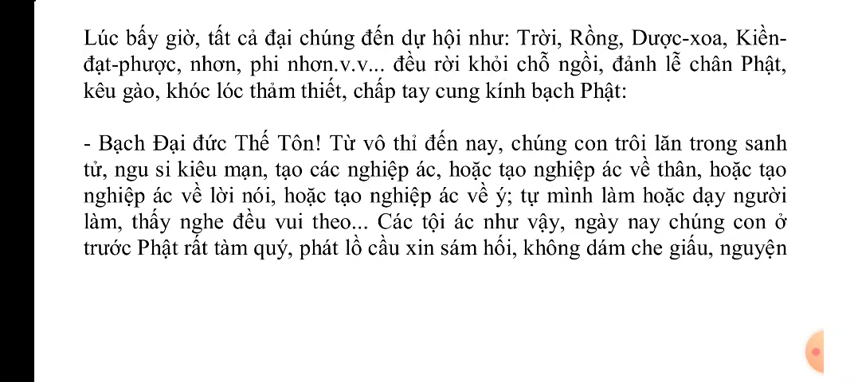 Lúc bấy giờ, tất cả đại chúng đến dự hội như: Trời, Rồng, Dược-xoa, Kiền-
đạt-phược, nhơn, phi nhơn.v.v... đều rời khỏi chỗ ngồi, đảnh lễ chân Phật,
kêu gào, khóc lóc thảm thiết, chấp tay cung kính bạch Phật:
- Bạch Đại đức Thế Tôn! Từ vô thỉ đến nay, chúng con trôi lăn trong sanh
tử, ngu si kiêu mạn, tạo các nghiệp ác, hoặc tạo nghiệp ác về thân, hoặc tạo
nghiệp ác về lời nói, hoặc tạo nghiệp ác về ý; tự mình làm hoặc dạy người
làm, thấy nghe đều vui theo... Các tội ác như vậy, ngày nay chúng con ở
trước Phật rất tàm quý, phát lồ cầu xin sám hối, không dám che giấu, nguyện